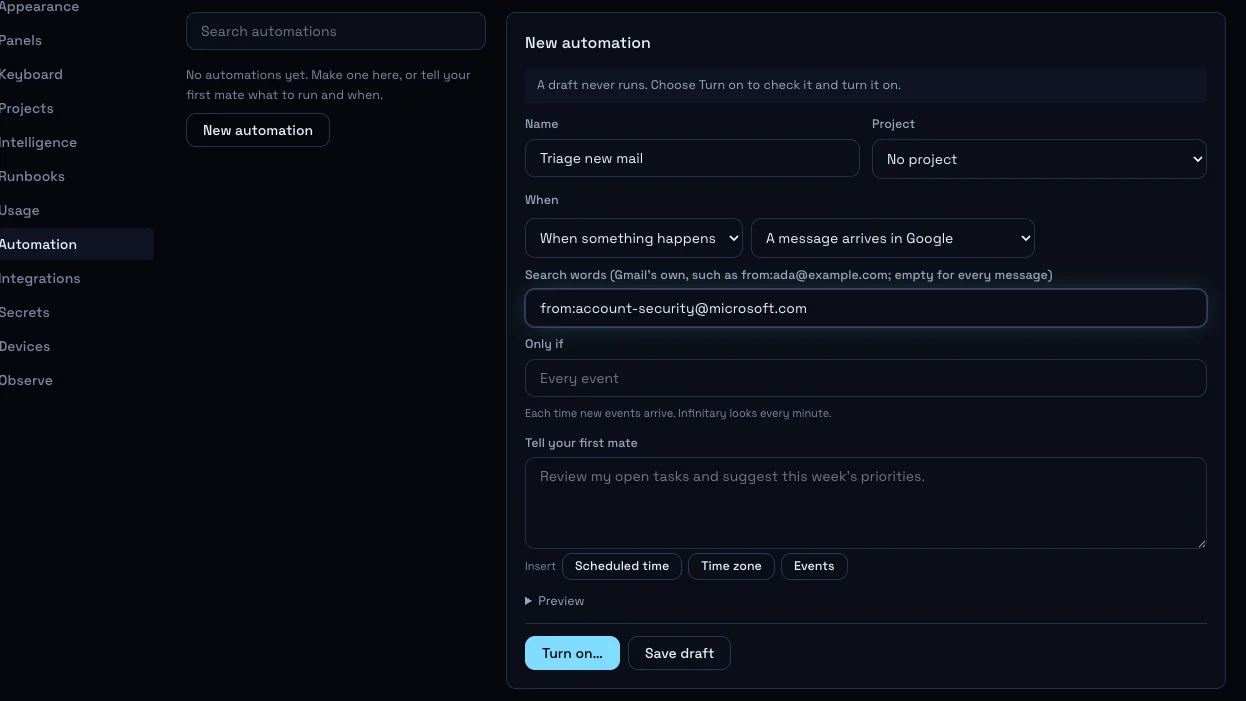 Appearance
Panels
Keyboard
Projects
Intelligence
Runbooks
Usage
Automation
Integrations
Secrets
Devices
Observe
Search automations
No automations yet. Make one here, or tell your
first mate what to run and when.
New automation
New automation
A draft never runs. Choose Turn on to check it and turn it on.
Name
Project
Triage new mail
No project
When
When something happens
A message arrives in Google
Search words (Gmail's own, such as from:ada@example.com; empty for every message)
from:account-security@microsoft.com
Only if
Every event
Each time new events arrive. Infinitary looks every minute.
Tell your first mate
Review my open tasks and suggest this week's priorities.
Insert
Scheduled time
Time zone
Events
Preview
Turn on...
Save draft